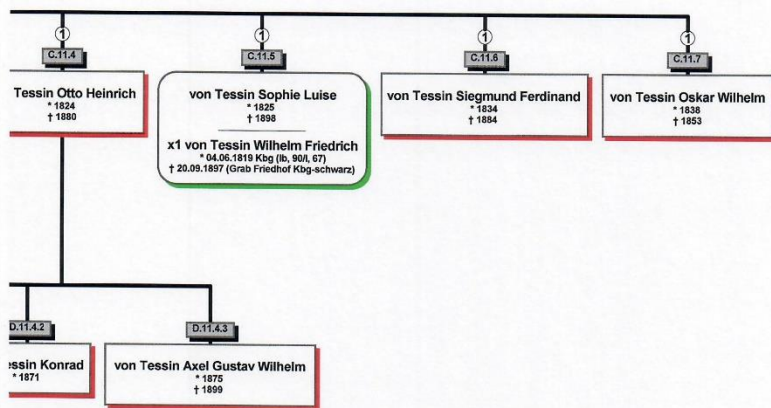 1
1
1
1
C.11.4
C.11.5
C.11.6
C.11.7
Tessin Otto Heinrich
* 1824
† 1880
von Tessin Sophie Luise
* 1825
† 1898
x1 von Tessin Wilhelm Friedrich
* 04.06.1819 Kbg (Ib, 90/I, 67)
† 20.09.1897 (Grab Friedhof Kbg-schwarz)
von Tessin Siegmund Ferdinand
* 1834
† 1884
von Tessin Oskar Wilhelm
* 1838
† 1853
D.11.4.2
D.11.4.3
Tessin Konrad
* 1871
von Tessin Axel Gustav Wilhelm
* 1875
† 1899